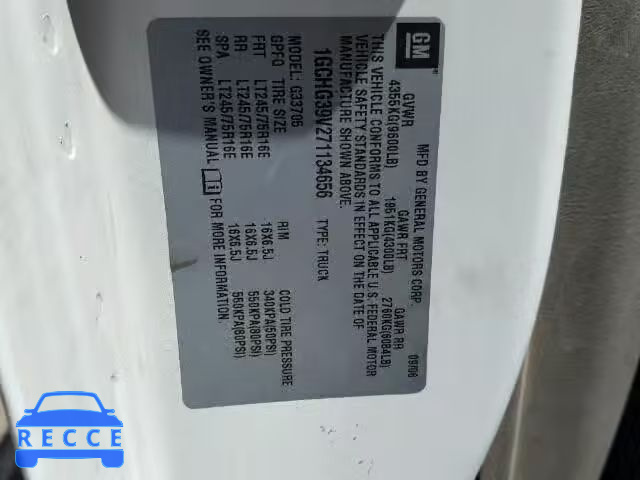 GM
MFD BY GENERAL MOTORS CORP. 09/06
GVWR GAWR FRT GAWR RR
4355KG(9600LB) 1951KG(4300LB) 2760KG(6084LB)
THIS VEHICLE CONFORMS TO ALL APPLICABLE U.S. FEDERAL MOTOR
VEHICLE SAFETY STANDARDS IN EFFECT ON THE DATE OF
MANUFACTURE SHOWN ABOVE.
1GCHG39V271134656 TYPE: TRUCK
GPFO G33705
TIRE SIZE RIM COLD TIRE PRESSURE
FRT LT245/75R16E 16X6.5J 340KPA(50PSI)
RR LT245/75R16E 16X6.5J 550KPA(80PSI)
SPA LT245/75R16E 16X6.5J 550KPA(80PSI)
SEE OWNER'S MANUAL FOR MORE INFORMATION.
RECCE